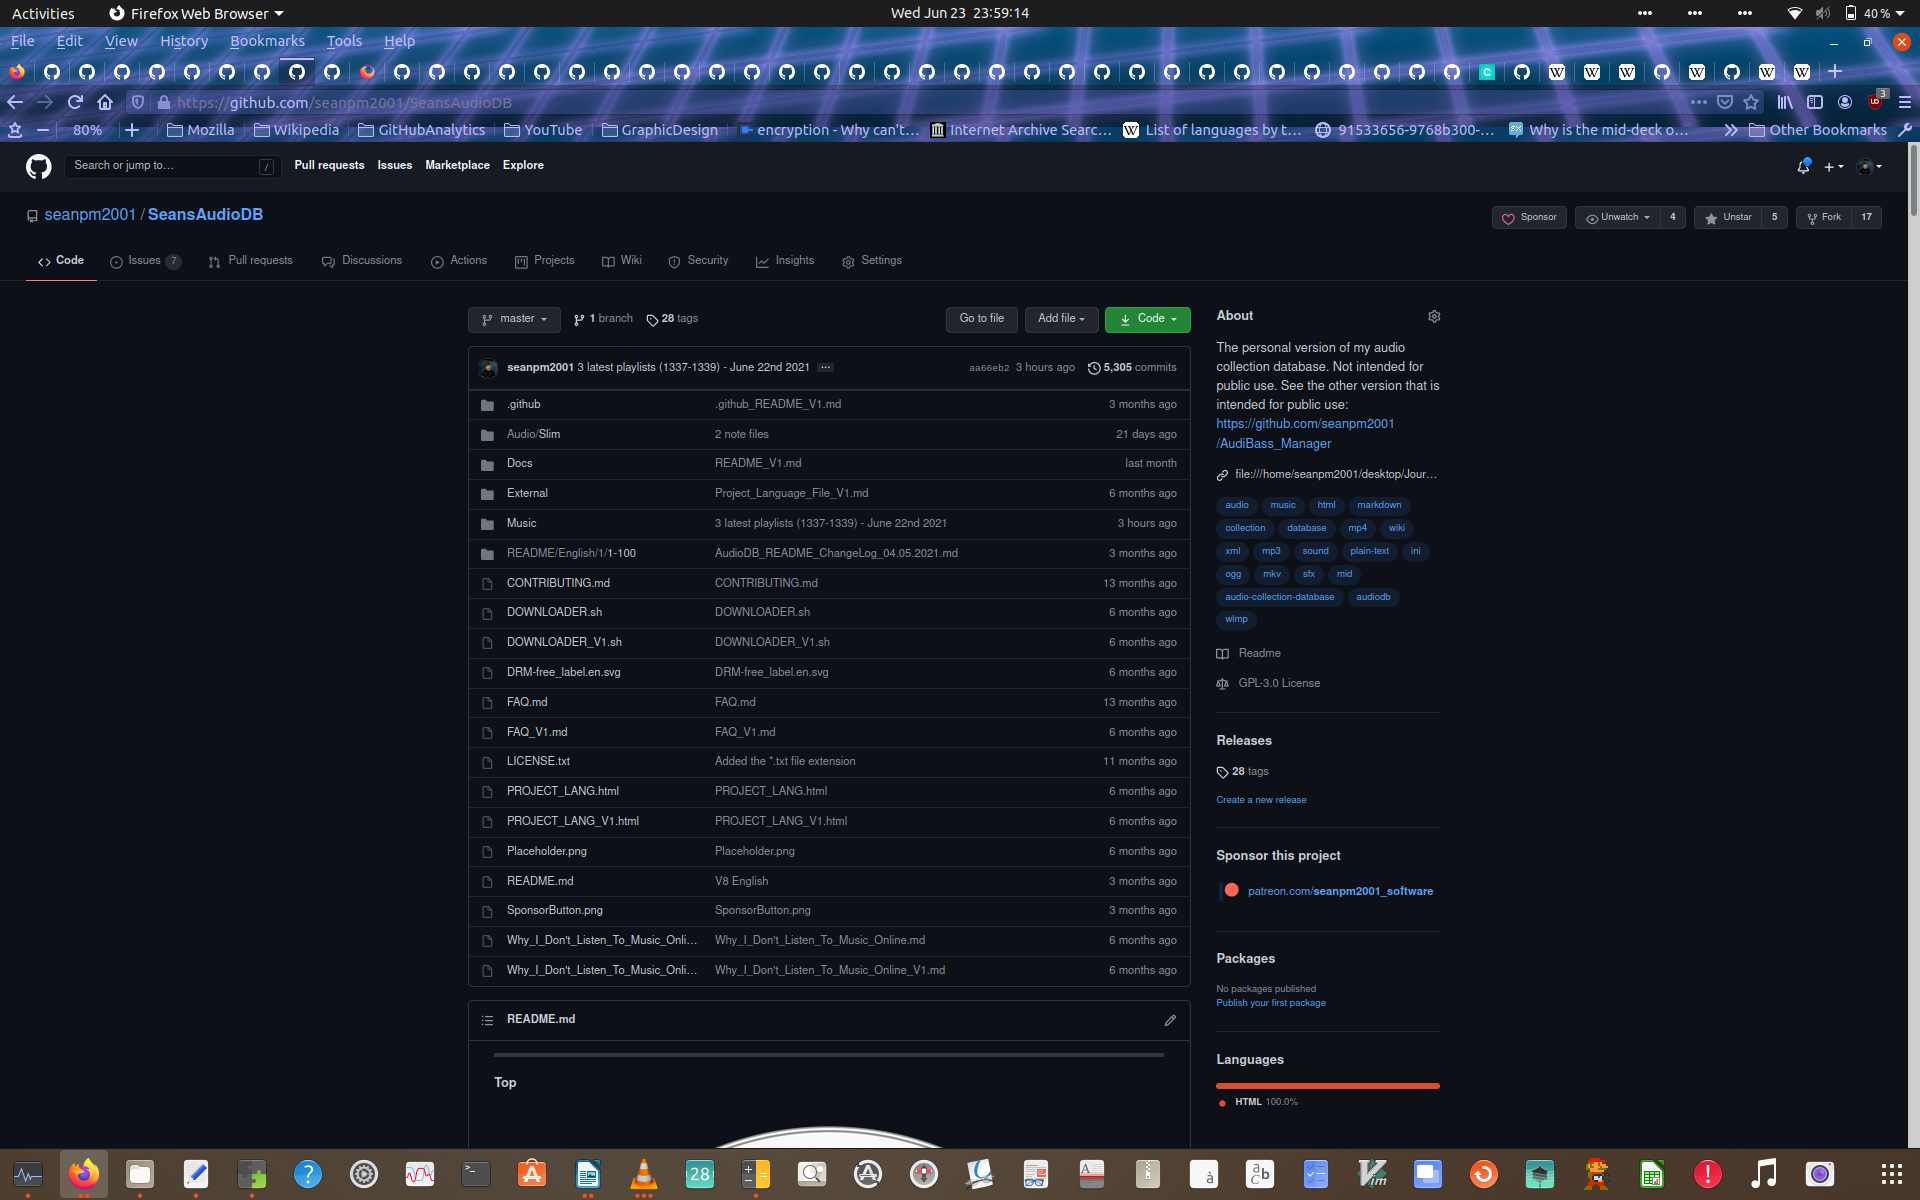 Activities
Firefox Web Browser
Wed Jun 23 23:59:14
40 %
File Edit View History Bookmarks Tools Help
https://github.com/seanpm2001/SeansAudioDB
3
80%
Mozilla
Wikipedia
GitHubAnalytics
YouTube
GraphicDesign
encryption - Why can't…
Internet Archive Searc…
List of languages by t…
91533656-9768b300-…
Why is the mid-deck o…
Other Bookmarks
Search or jump to…
/
Pull requests Issues Marketplace Explore
seanpm2001 / SeansAudioDB
Sponsor
Unwatch 4
Unstar 5
Fork 17
Code
Issues 7
Pull requests
Discussions
Actions
Projects
Wiki
Security
Insights
Settings
master
1 branch
28 tags
Go to file
Add file
Code
seanpm2001 3 latest playlists (1337-1339) - June 22nd 2021 ...
aa66eb2 3 hours ago
5,305 commits
.github .github_README_V1.md 3 months ago
Audio/Slim 2 note files 21 days ago
Docs README_V1.md last month
External Project_Language_File_V1.md 6 months ago
Music 3 latest playlists (1337-1339) - June 22nd 2021 3 hours ago
README/English/1/1-100 AudioDB_README_ChangeLog_04.05.2021.md 3 months ago
CONTRIBUTING.md CONTRIBUTING.md 13 months ago
DOWNLOADER.sh DOWNLOADER.sh 6 months ago
DOWNLOADER_V1.sh DOWNLOADER_V1.sh 6 months ago
DRM-free_label.en.svg DRM-free_label.en.svg 6 months ago
FAQ.md FAQ.md 13 months ago
FAQ_V1.md FAQ_V1.md 6 months ago
LICENSE.txt Added the *.txt file extension 11 months ago
PROJECT_LANG.html PROJECT_LANG.html 6 months ago
PROJECT_LANG_V1.html PROJECT_LANG_V1.html 6 months ago
Placeholder.png Placeholder.png 6 months ago
README.md V8 English 3 months ago
SponsorButton.png SponsorButton.png 3 months ago
Why_I_Don't_Listen_To_Music_Onli… Why_I_Don't_Listen_To_Music_Online.md 6 months ago
Why_I_Don't_Listen_To_Music_Onli… Why_I_Don't_Listen_To_Music_Online_V1.md 6 months ago
README.md
Top
About
The personal version of my audio
collection database. Not intended for
public use. See the other version that is
intended for public use:
https://github.com/seanpm2001
/AudiBass_Manager
file:///home/seanpm2001/desktop/Jour…
audio music html markdown
collection database mp4 wiki
xml mp3 sound plain-text ini
ogg mkv sfx mid
audio-collection-database audiodb
wlmp
Readme
GPL-3.0 License
Releases
28 tags
Create a new release
Sponsor this project
patreon.com/seanpm2001_software
Packages
No packages published
Publish your first package
Languages
HTML 100.0%
28